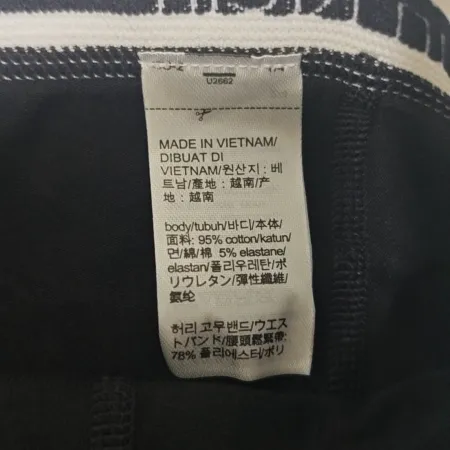 U2662
MADE IN VIETNAM/
DIBUAT DI
VIETNAM/원산지 : 베
트남/產地 : 越南/产
地 : 越南
body/tubuh/바디/本体/
面料: 95% cotton/katun/
면/綿/棉 5% elastane/
elastan/폴리우레탄/ポ
リウレタン/彈性纖維/
氨纶
허리 고무밴드/ウエス
トバンド/腰頭鬆緊帶/
78% 폴리에스터/ポリ